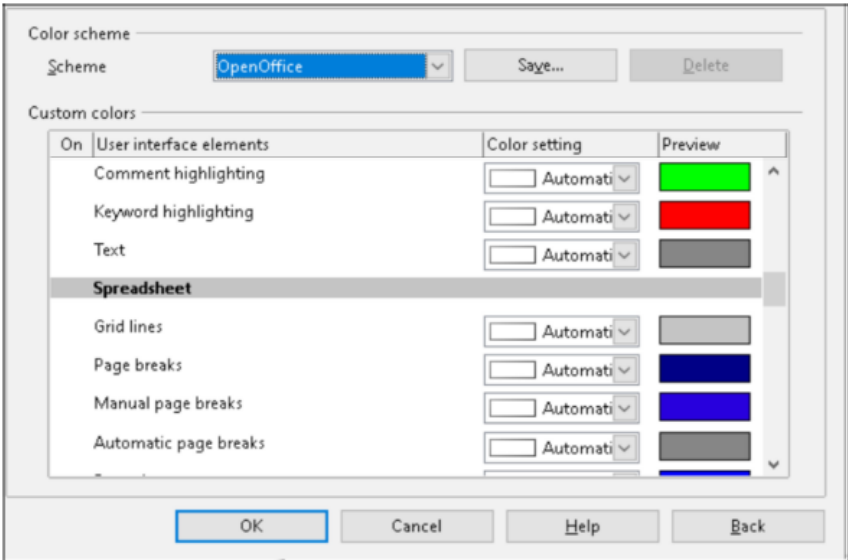 Color scheme
Scheme OpenOffice Save... Delete
Custom colors
On User interface elements Color setting Preview
Comment highlighting Automati
Keyword highlighting Automati
Text Automati
Spreadsheet
Grid lines Automati
Page breaks Automati
Manual page breaks Automati
Automatic page breaks Automati
OK Cancel Help Back